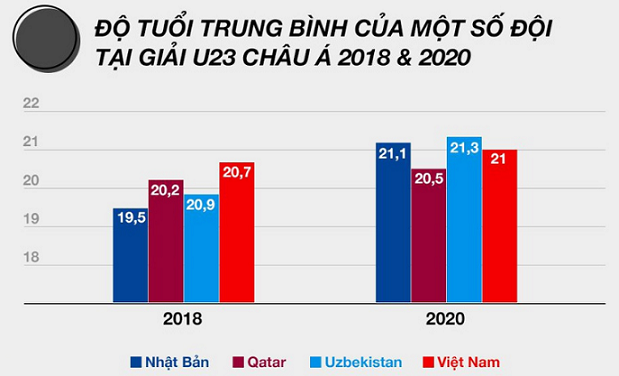 ĐỘ TUỔI TRUNG BÌNH CỦA MỘT SỐ ĐỘI
TẠI GIẢI U23 CHÂU Á 2018 & 2020
22
21
20
19
18
19,5
20,2
20,9
20,7
21,1
20,5
21,3
21
2018
2020
Nhật Bản
Qatar
Uzbekistan
Việt Nam